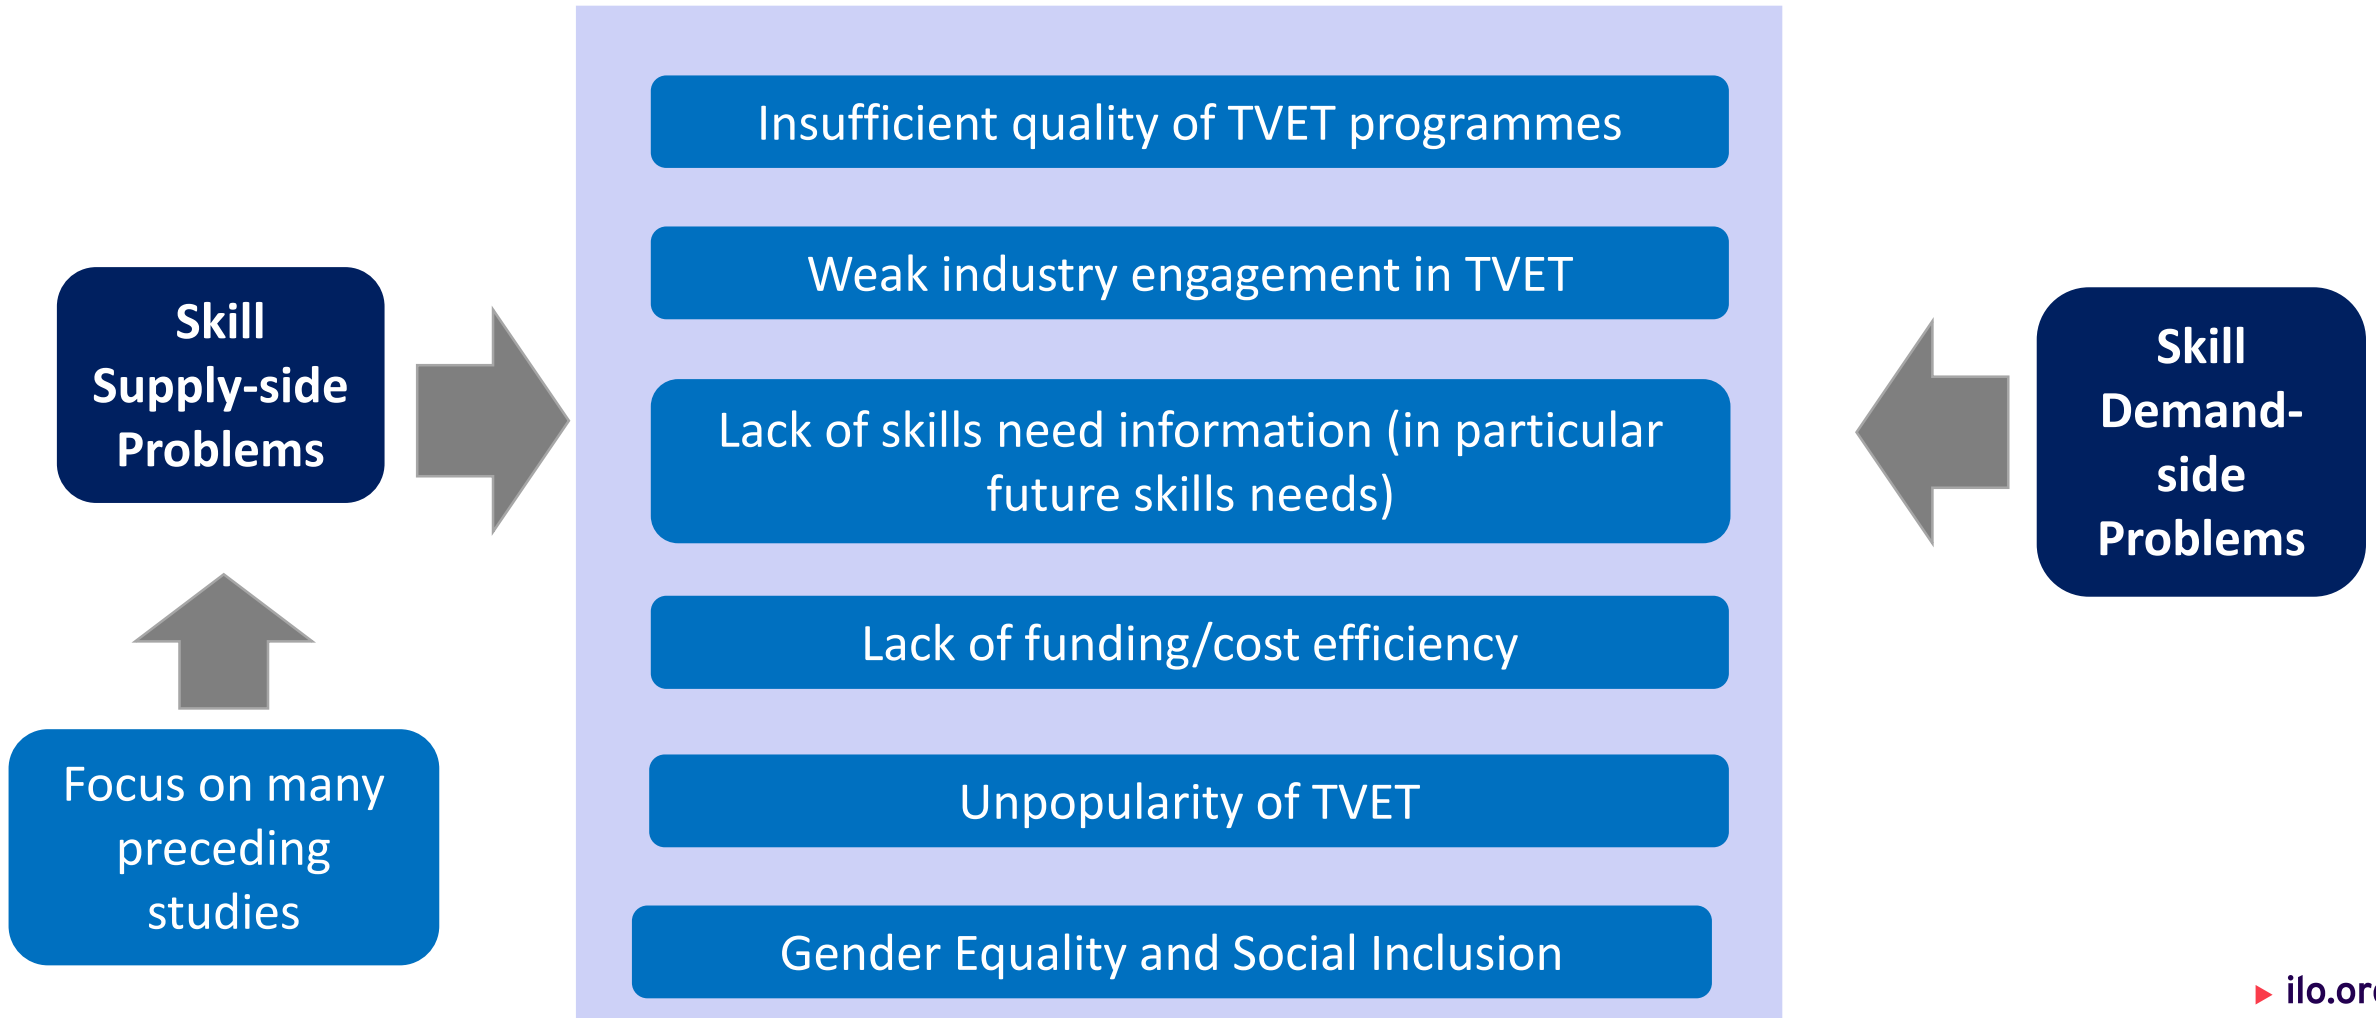 Insufficient quality of TVET programmes
Weak industry engagement in TVET
Skill
Supply-side
Problems
Lack of skills need information (in particular
future skills needs)
Skill
Demand-
side
Problems
Lack of funding/cost efficiency
Focus on many
preceding
studies
Unpopularity of TVET
Gender Equality and Social Inclusion
ilo.org